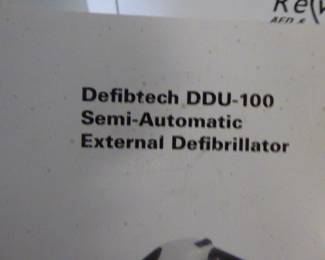 Defibtech DDU-100
Semi-Automatic
External Defibrillator